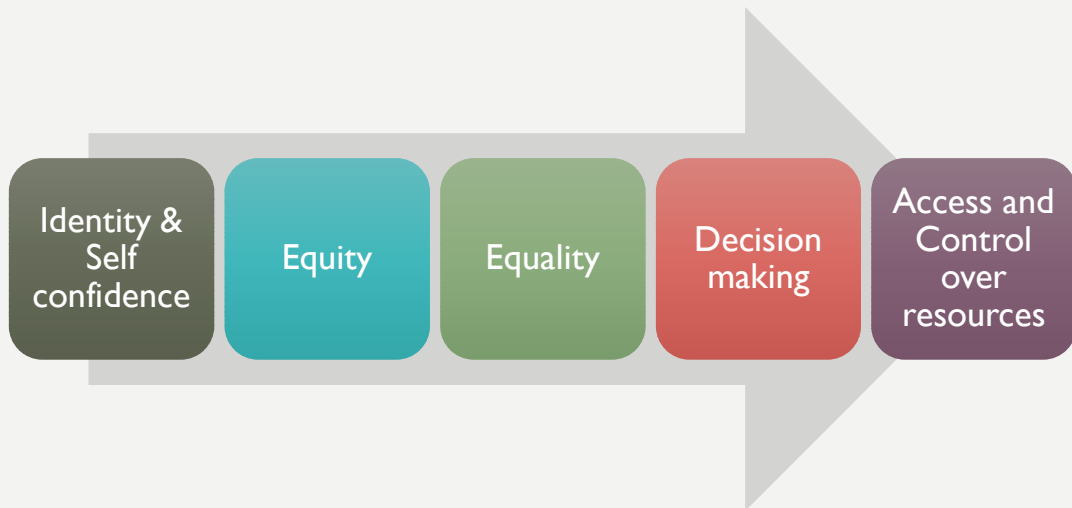 Identity &
Self
confidence
Equity
Equality
Decision
making
Access and
Control
over
resources